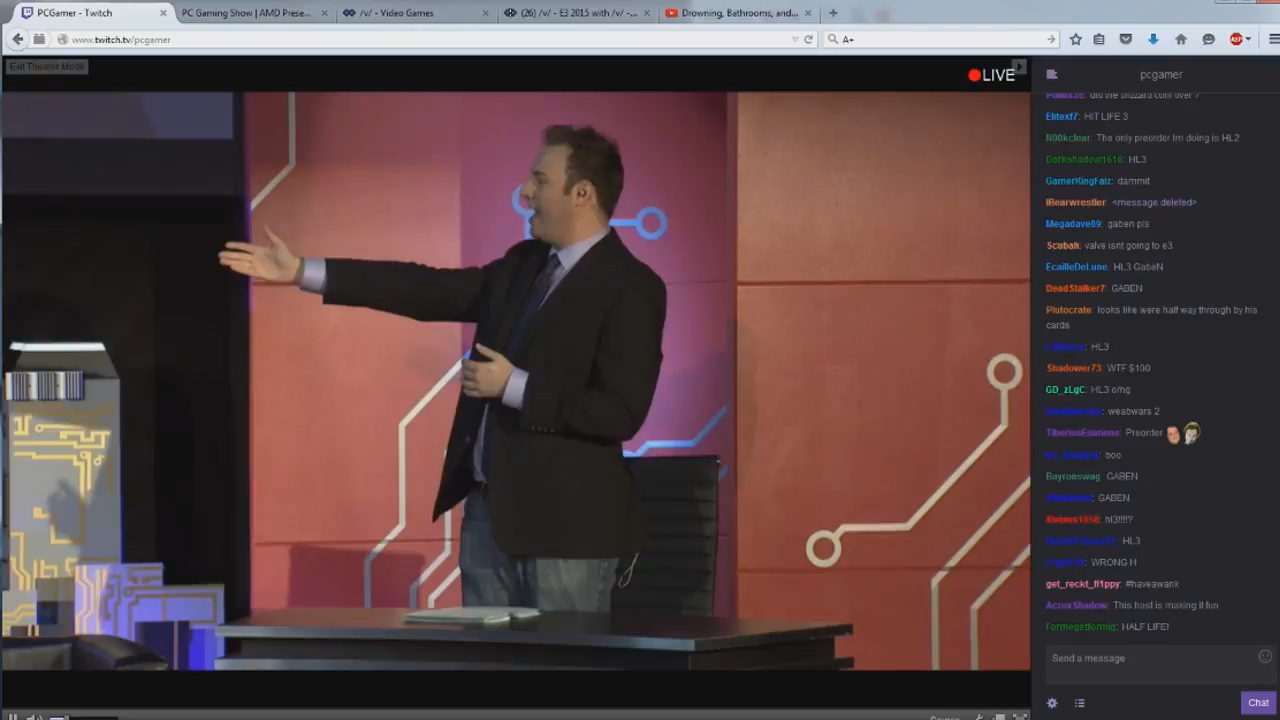 PCGamer - Twitch
PC Gaming Show | AMD Prese...
/v/ - Video Games
(26) /v/ - E3 2015 with /v/ -...
Drowning, Bathrooms, and...
www.twitch.tv/pcgamer
A+
ABP
Exit Theater Mode
LIVE
pcgamer
did the blizzard conf over ?
Elitexf7: HIT LIFE 3
N00kclear: The only preorder Im doing is HL2
Darkshadow1616: HL3
GamerKingFaiz: dammit
IBearwrestler: <message deleted>
Megadave89: gaben pls
Scubah: valve isnt going to e3
EcailleDeLune: HL3 GabeN
DeadStalker7: GABEN
Plutocrate: looks like were half way through by his
cards
HL3
Shadower73: WTF $100
GD_zLgC: HL3 omg
weabwars 2
TiberiusEsuriens: Preorder
boo
Bayronswag: GABEN
GABEN
hl3!!!!?
HL3
WRONG H
get_reckt_fl1ppy: #haveawank
AcroxShadow: This host is making it fun
Formegetformig: HALF LIFE!
Send a message
Chat
Source